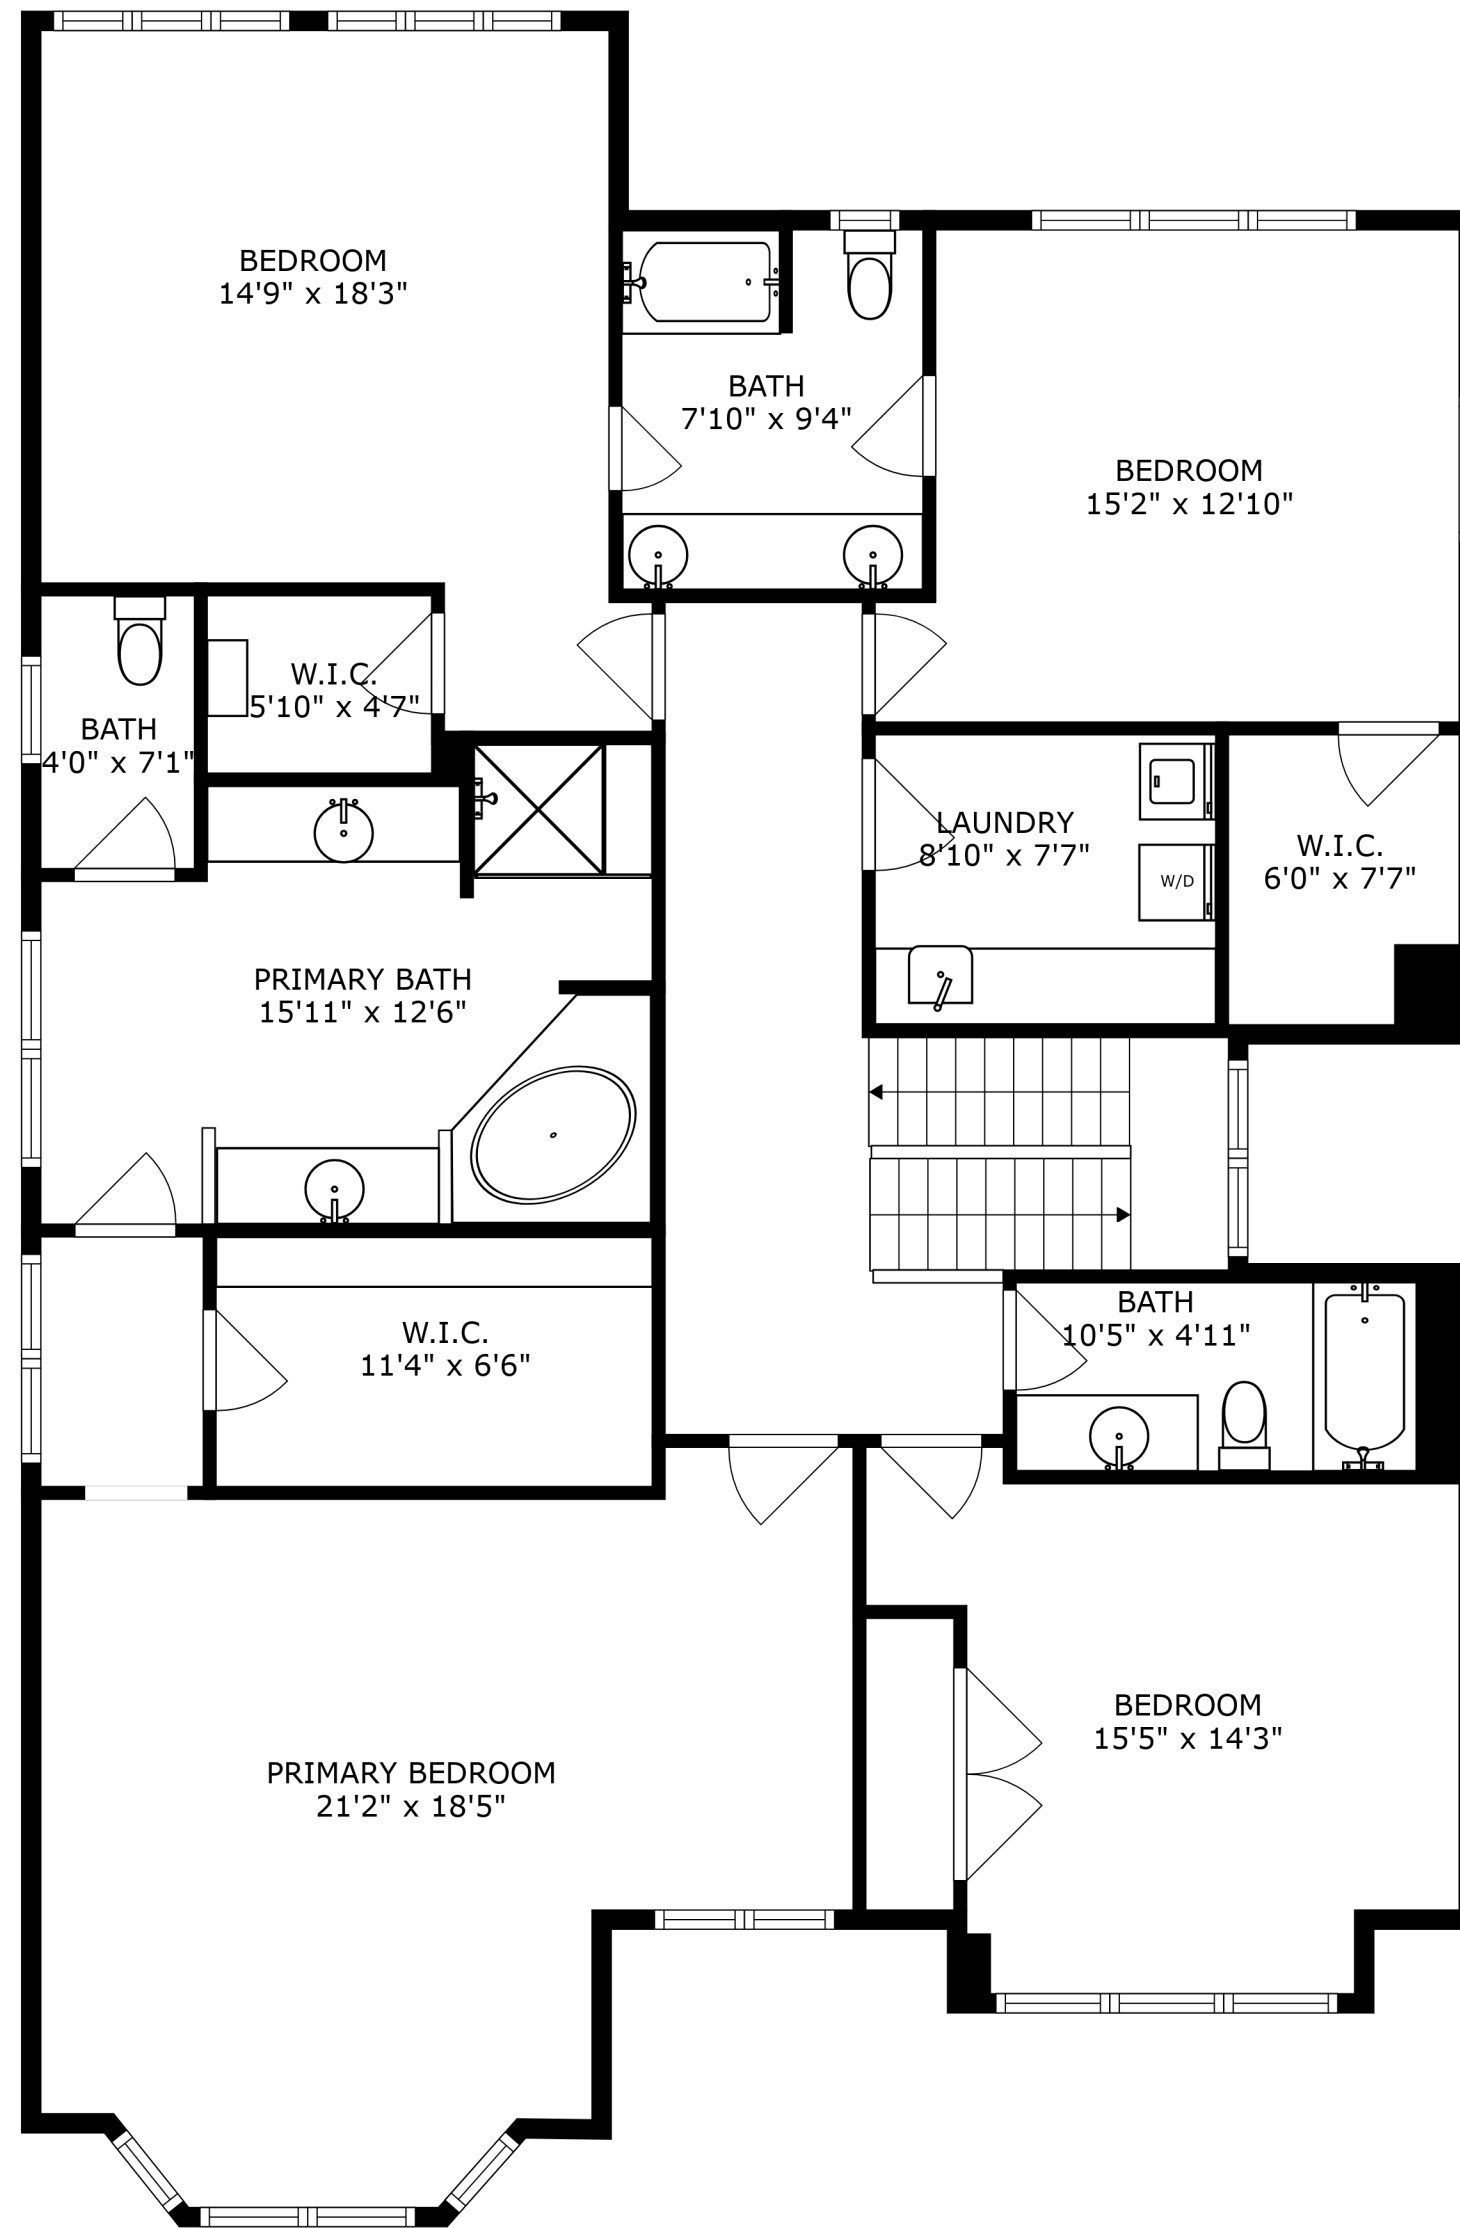 BEDROOM
14'9" x 18'3"
BATH
7'10" x 9'4"
BEDROOM
15'2" x 12'10"
W.I.C.
5'10" x 4'7"
BATH
4'0" x 7'1"
LAUNDRY
8'10" x 7'7"
W/D
W.I.C.
6'0" x 7'7"
PRIMARY BATH
15'11" x 12'6"
BATH
10'5" x 4'11"
W.I.C.
11'4" x 6'6"
BEDROOM
15'5" x 14'3"
PRIMARY BEDROOM
21'2" x 18'5"